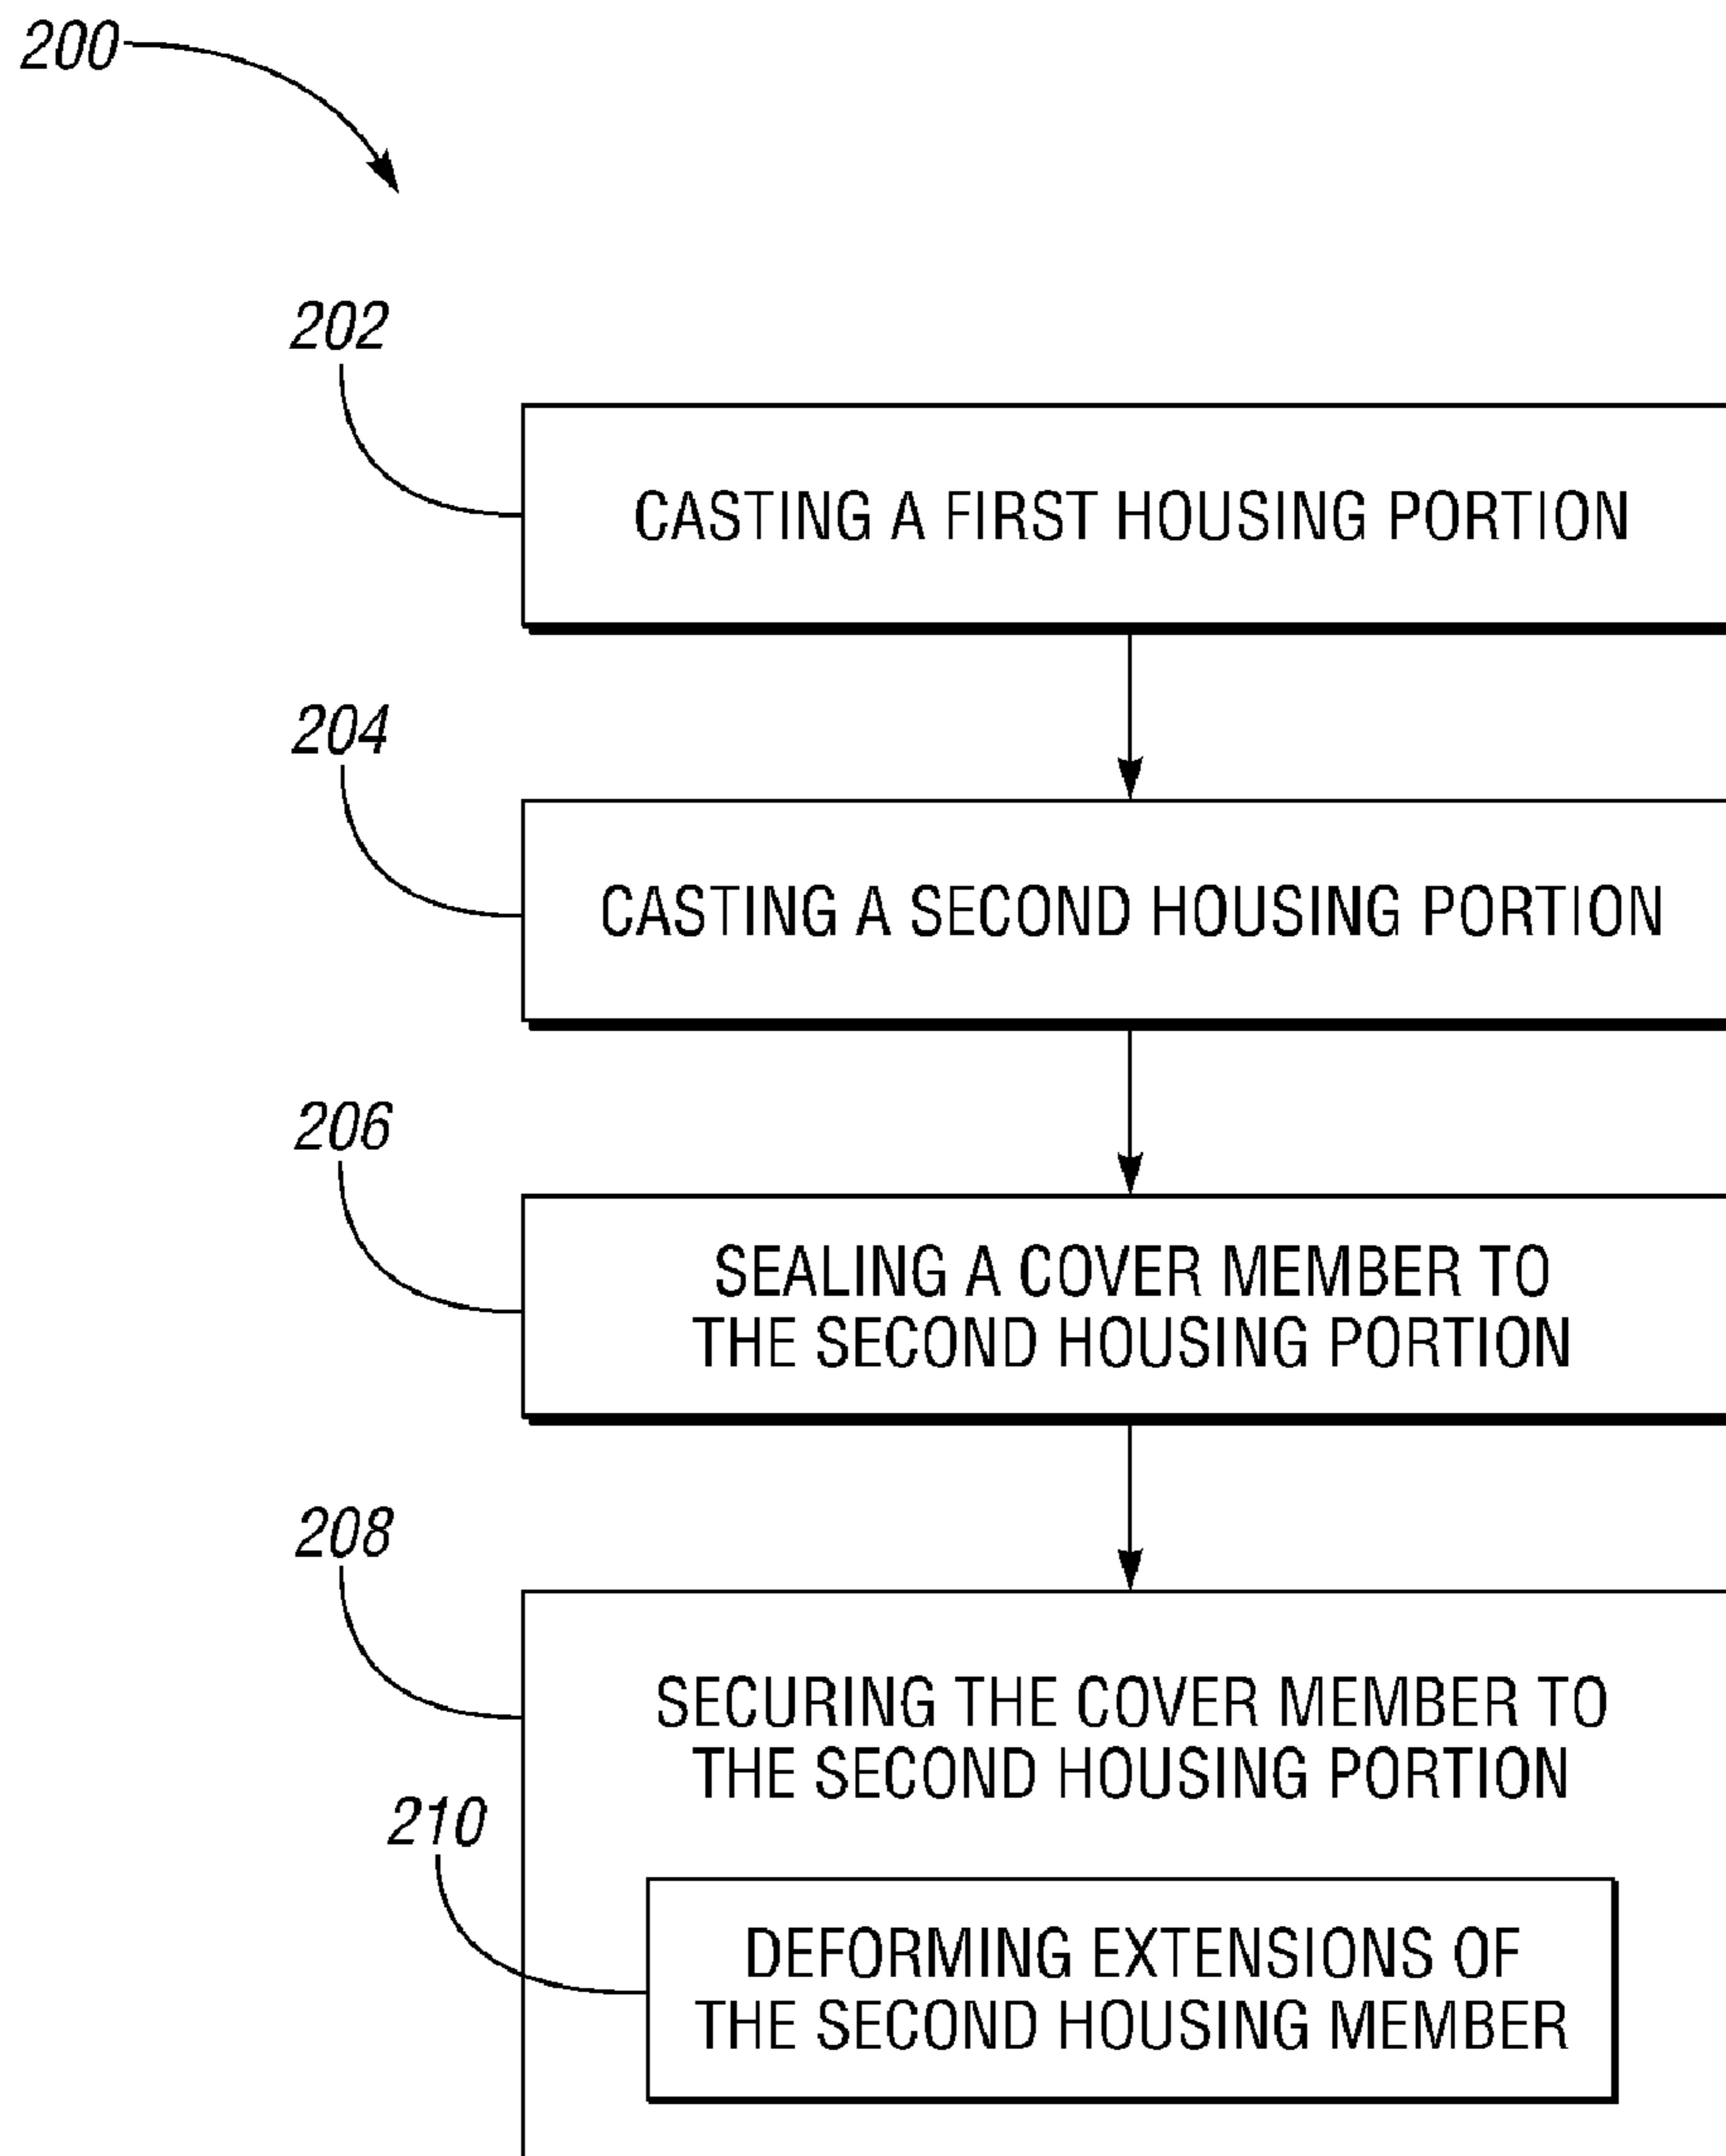 200
202
CASTING A FIRST HOUSING PORTION
204
CASTING A SECOND HOUSING PORTION
206
SEALING A COVER MEMBER TO
THE SECOND HOUSING PORTION
208
SECURING THE COVER MEMBER TO
THE SECOND HOUSING PORTION
210
DEFORMING EXTENSIONS OF
THE SECOND HOUSING MEMBER